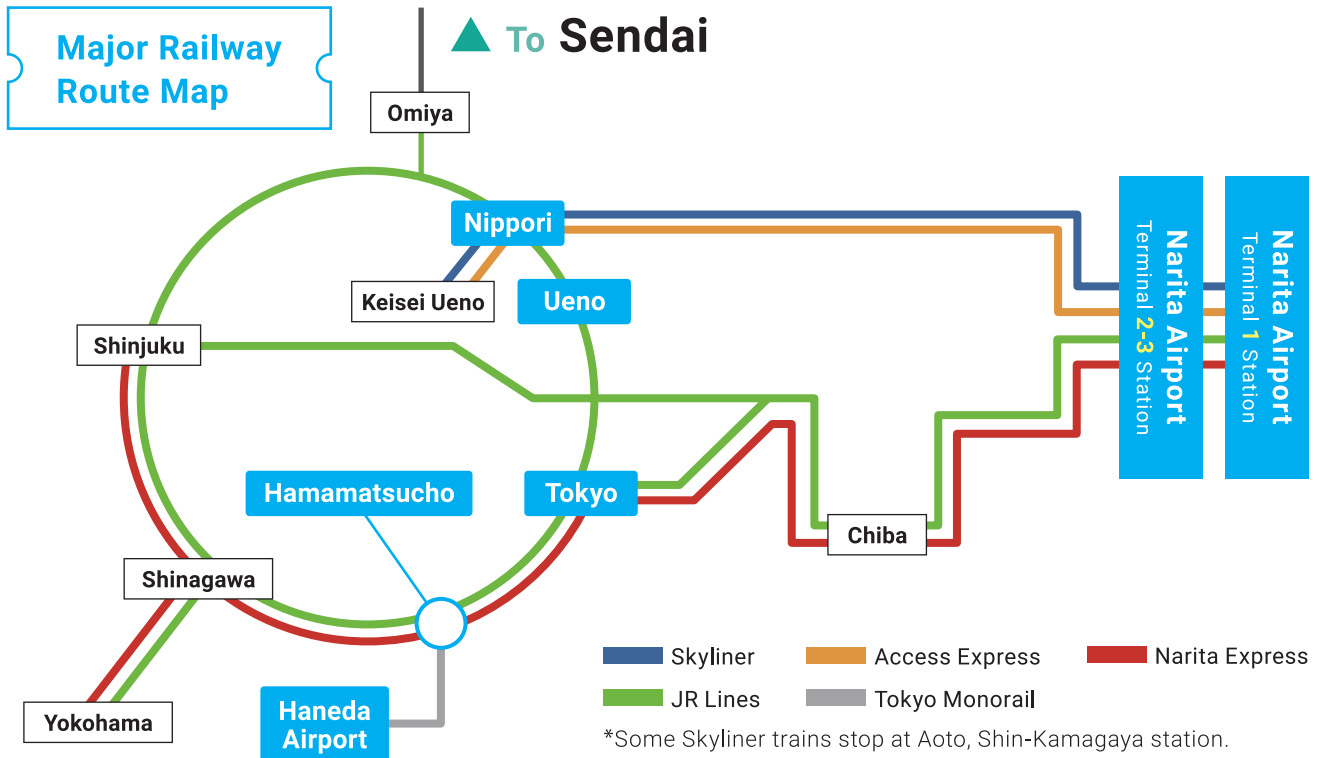 Major Railway
Route Map
To Sendai
Omiya
Nippori
Keisei Ueno
Ueno
Shinjuku
Hamamatsucho
Tokyo
Chiba
Shinagawa
Yokohama
Haneda
Airport
Narita Airport
Terminal 2-3 Station
Narita Airport
Terminal 1 Station
Skyliner
Access Express
Narita Express
JR Lines
Tokyo Monorail
*Some Skyliner trains stop at Aoto, Shin-Kamagaya station.